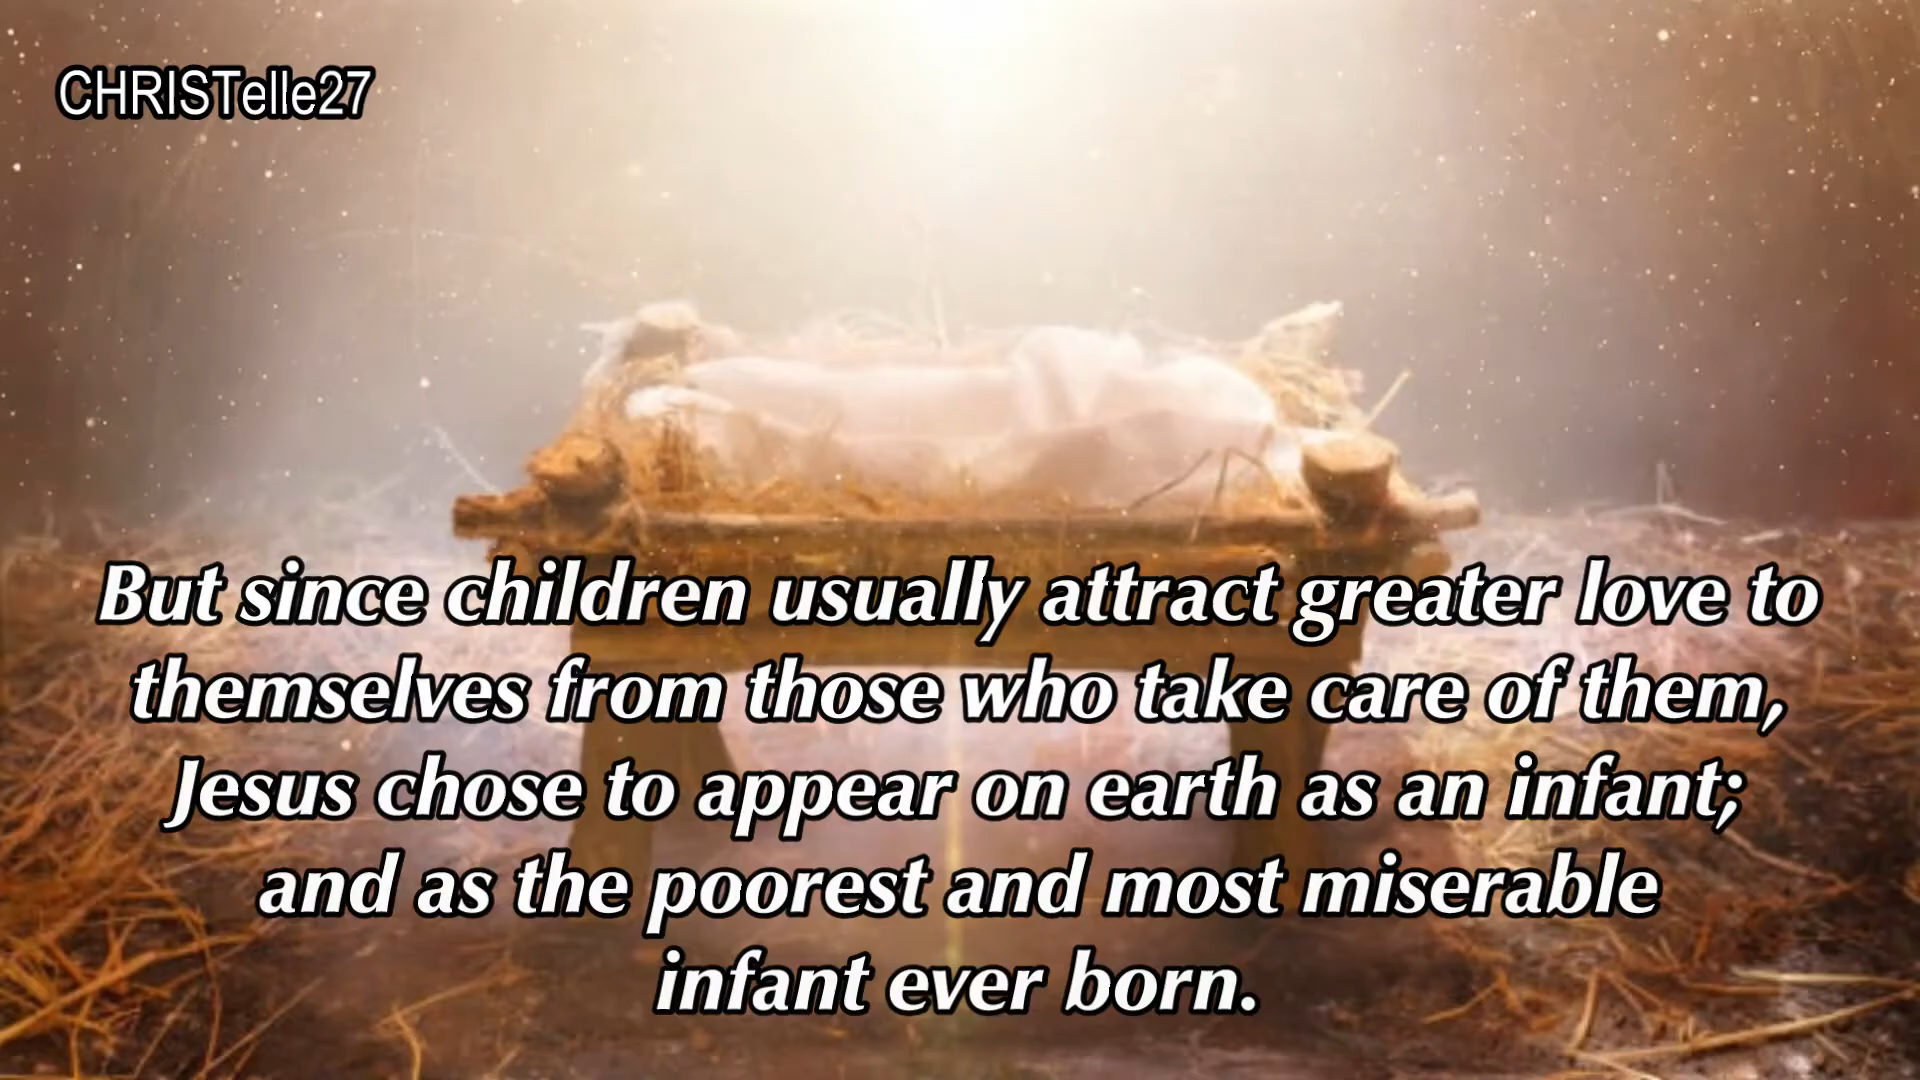 CHRISTelle27
But since children usually attract greater love to
themselves from those who take care of them,
Jesus chose to appear on earth as an infant;
and as the poorest and most miserable
infant ever born.